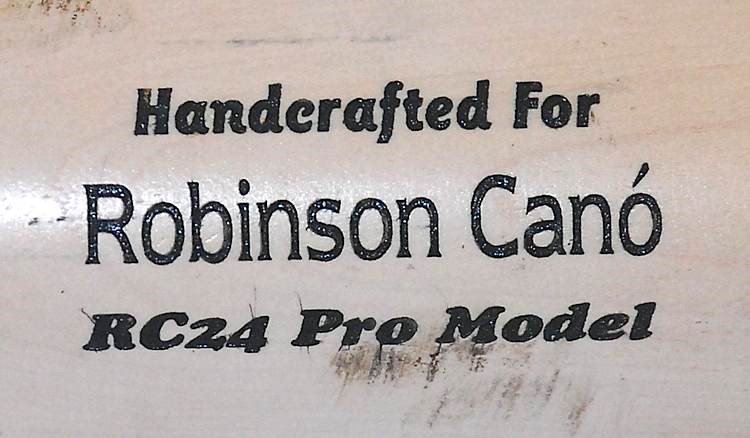 Handcrafted For
Robinson Canó
RC24 Pro Model